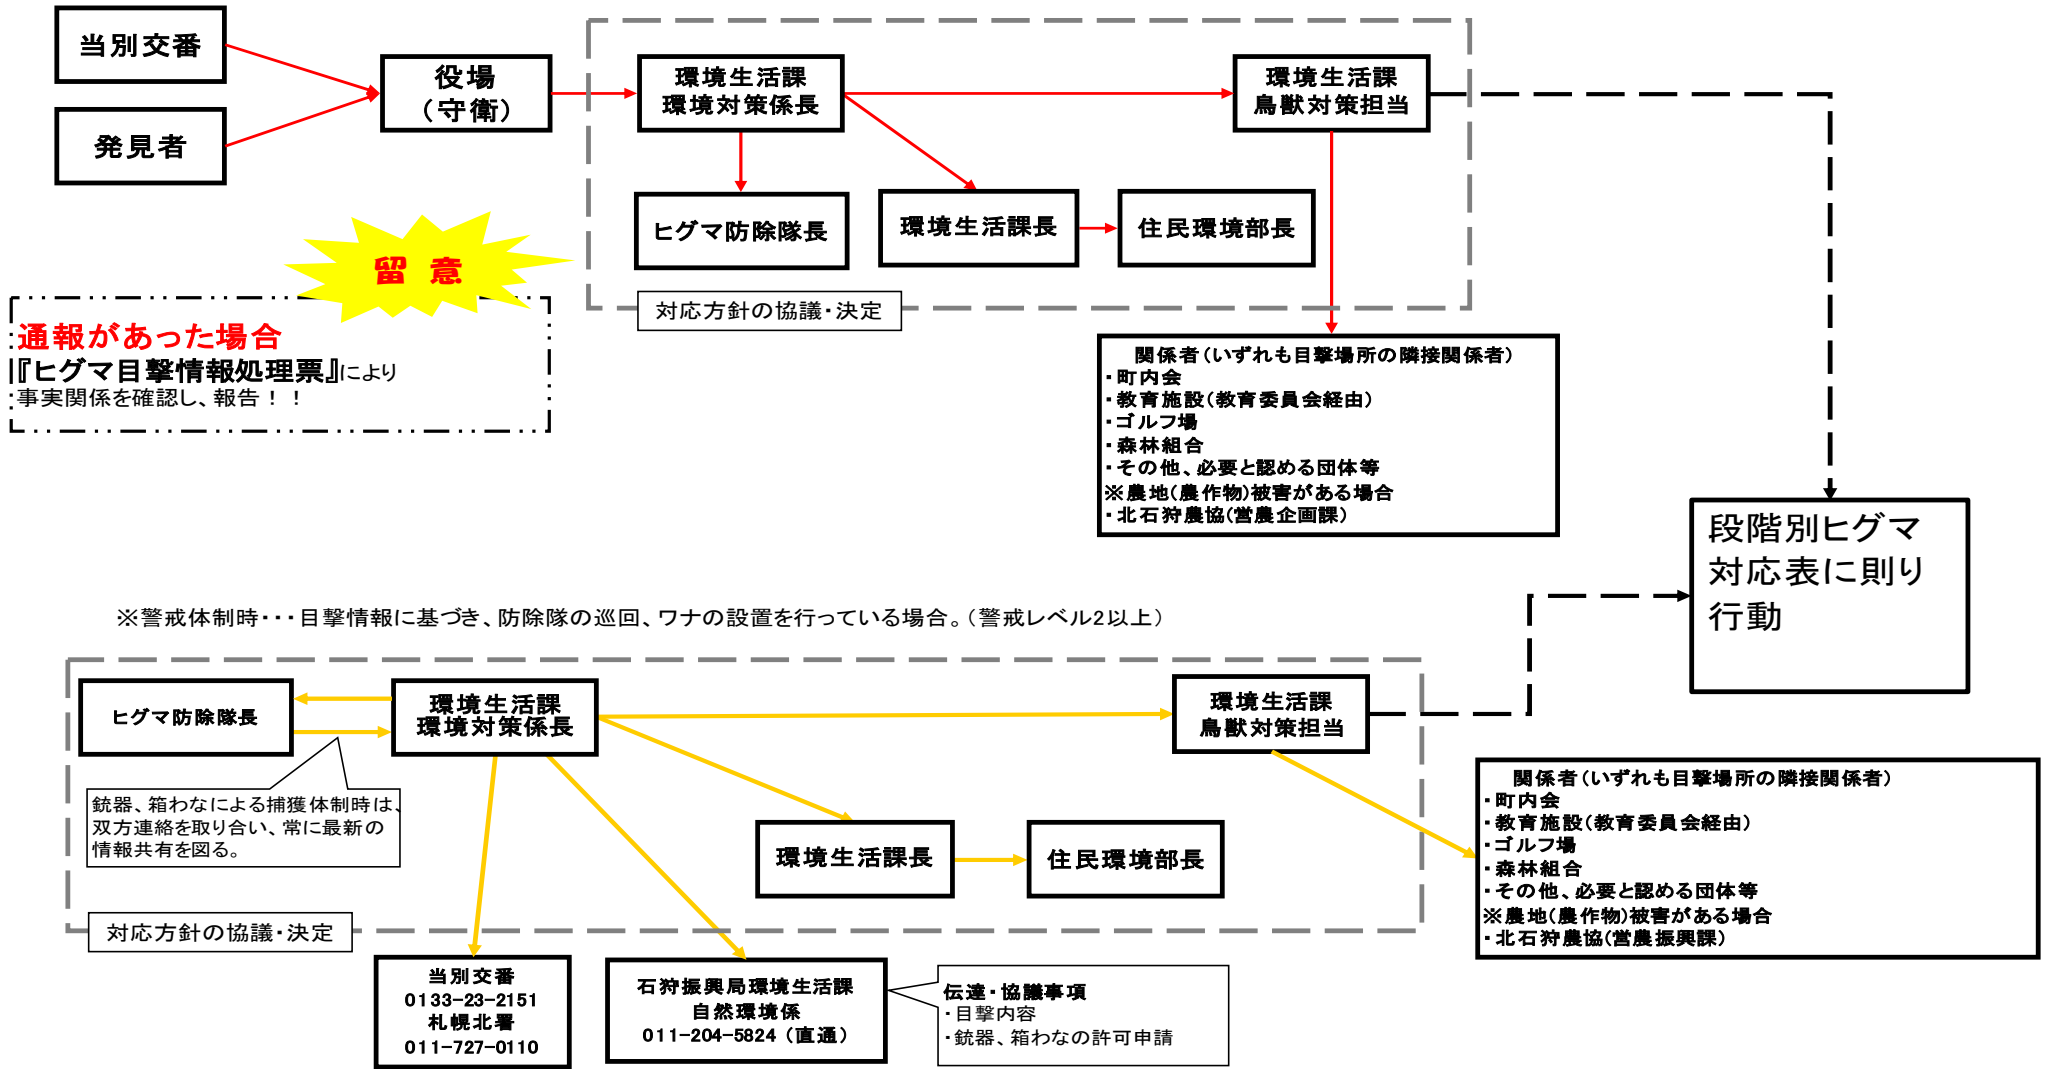 当別交番
発見者
役場
（守衛）
環境生活課
環境対策係長
環境生活課
鳥獣対策担当
ヒグマ防除隊長
環境生活課長
住民環境部長
対応方針の協議・決定
留 意
通報があった場合
『ヒグマ目撃情報処理票』により
事実関係を確認し、報告！！
関係者（いずれも目撃場所の隣接関係者）
・町内会
・教育施設（教育委員会経由）
・ゴルフ場
・森林組合
・その他、必要と認める団体等
※農地（農作物）被害がある場合
・北石狩農協（営農企画課）
段階別ヒグマ
対応表に則り
行動
※警戒体制時・・・目撃情報に基づき、防除隊の巡回、ワナの設置を行っている場合。（警戒レベル2以上）
ヒグマ防除隊長
環境生活課
環境対策係長
環境生活課
鳥獣対策担当
銃器、箱わなによる捕獲体制時は、
双方連絡を取り合い、常に最新の
情報共有を図る。
環境生活課長
住民環境部長
対応方針の協議・決定
関係者（いずれも目撃場所の隣接関係者）
・町内会
・教育施設（教育委員会経由）
・ゴルフ場
・森林組合
・その他、必要と認める団体等
※農地（農作物）被害がある場合
・北石狩農協（営農振興課）
当別交番
0133-23-2151
札幌北署
011-727-0110
石狩振興局環境生活課
自然環境係
011-204-5824（直通）
伝達・協議事項
・目撃内容
・銃器、箱わなの許可申請